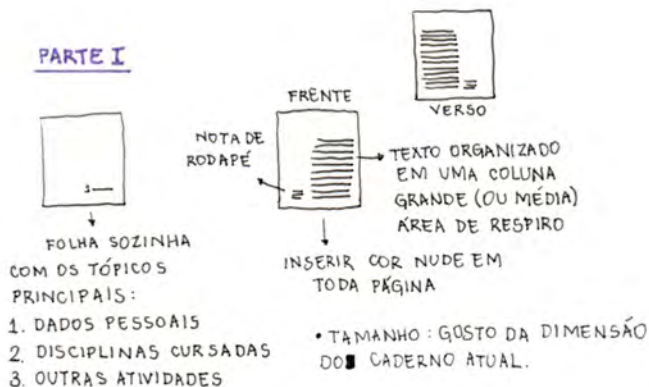 PARTE I
3
FOLHA SOZINHA
COM OS TÓPICOS
PRINCIPAIS:
1. DADOS PESSOAIS
2. DISCIPLINAS CURSADAS
3. OUTRAS ATIVIDADES
FRENTE
NOTA DE
RODAPÉ
INSERIR COR NUDE EM
TODA PÁGINA
VERSO
TEXTO ORGANIZADO
EM UMA COLUNA
GRANDE (OU MÉDIA)
ÁREA DE RESPIRO
• TAMANHO: GOSTO DA DIMENSÃO
DO CADERNO ATUAL.